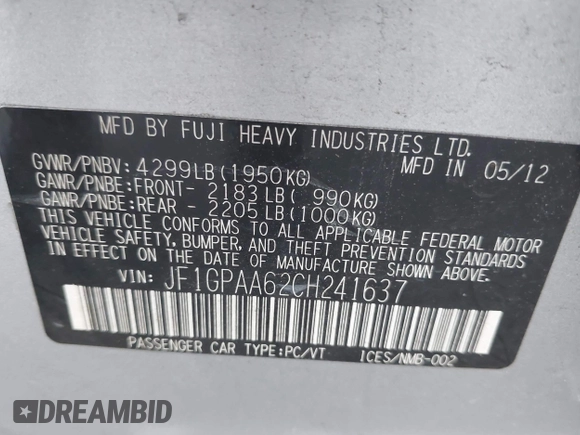 MFD BY FUJI HEAVY INDUSTRIES LTD.
MFD IN 05/12
GVWR/PNBV: 4299LB(1950KG)
GAWR/PNBE:FRONT- 2183LB( 990KG)
GAWR/PNBE:REAR - 2205LB(1000KG)
THIS VEHICLE CONFORMS TO ALL APPLICABLE FEDERAL MOTOR
VEHICLE SAFETY, BUMPER, AND THEFT PREVENTION STANDARDS
IN EFFECT ON THE DATE OF MANUFACTURE SHOWN ABOVE.
VIN: JF1GPAA62CH241637
PASSENGER CAR TYPE:PC/VT ICES/NMB-002
DREAMBID